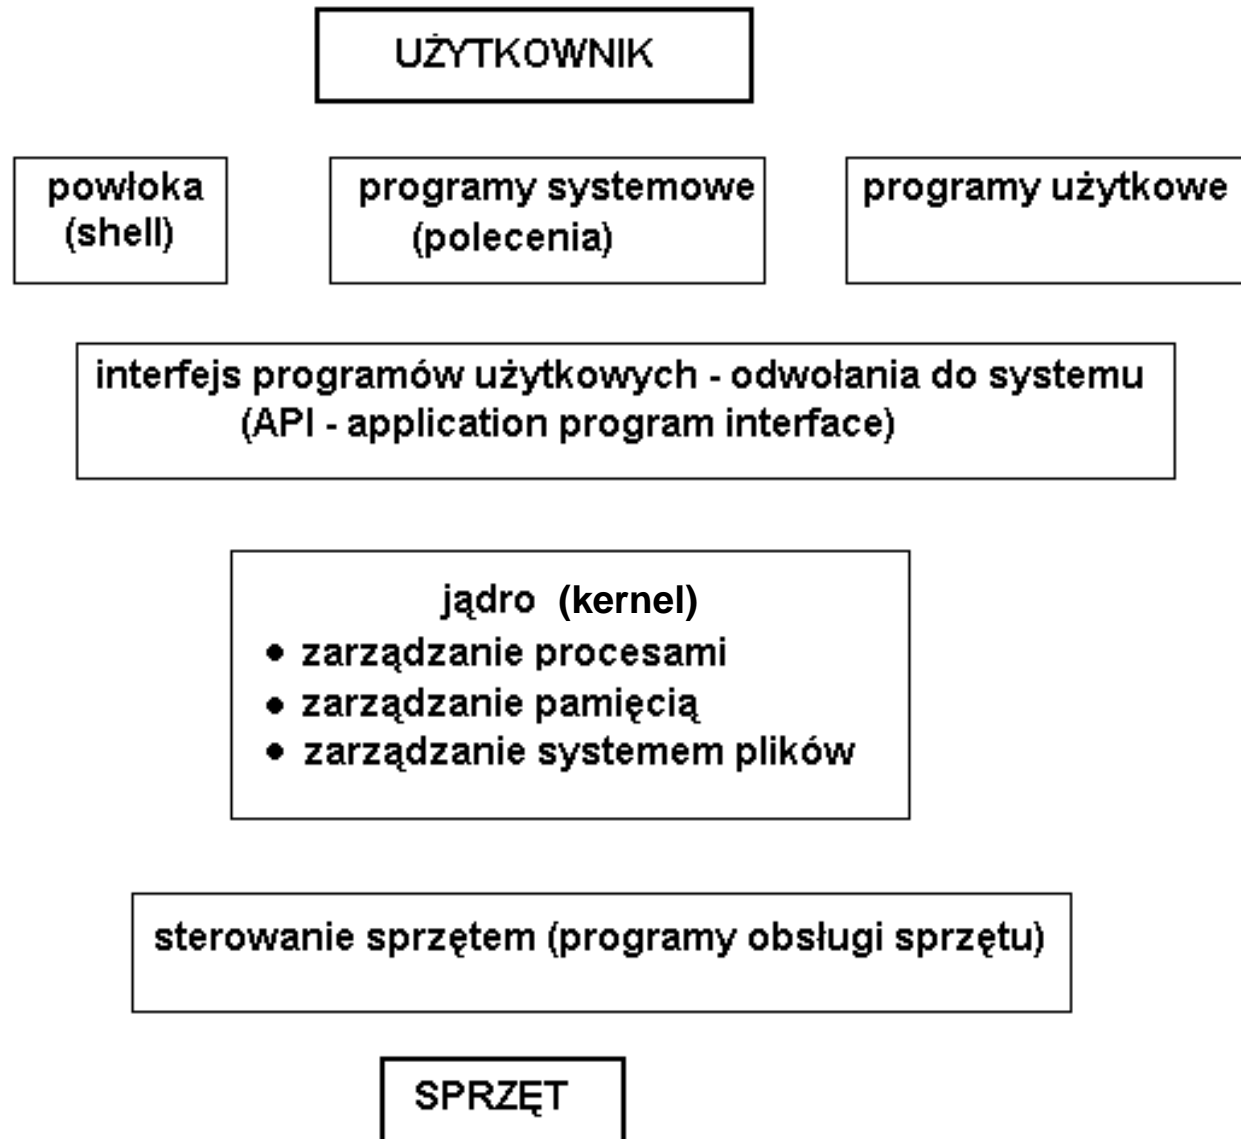 UŻYTKOWNIK
powłoka
(shell)
programy systemowe
(polecenia)
programy użytkowe
interfejs programów użytkowych - odwołania do systemu
(API - application program interface)
jądro (kernel)
• zarządzanie procesami
• zarządzanie pamięcią
• zarządzanie systemem plików
sterowanie sprzętem (programy obsługi sprzętu)
SPRZĘT